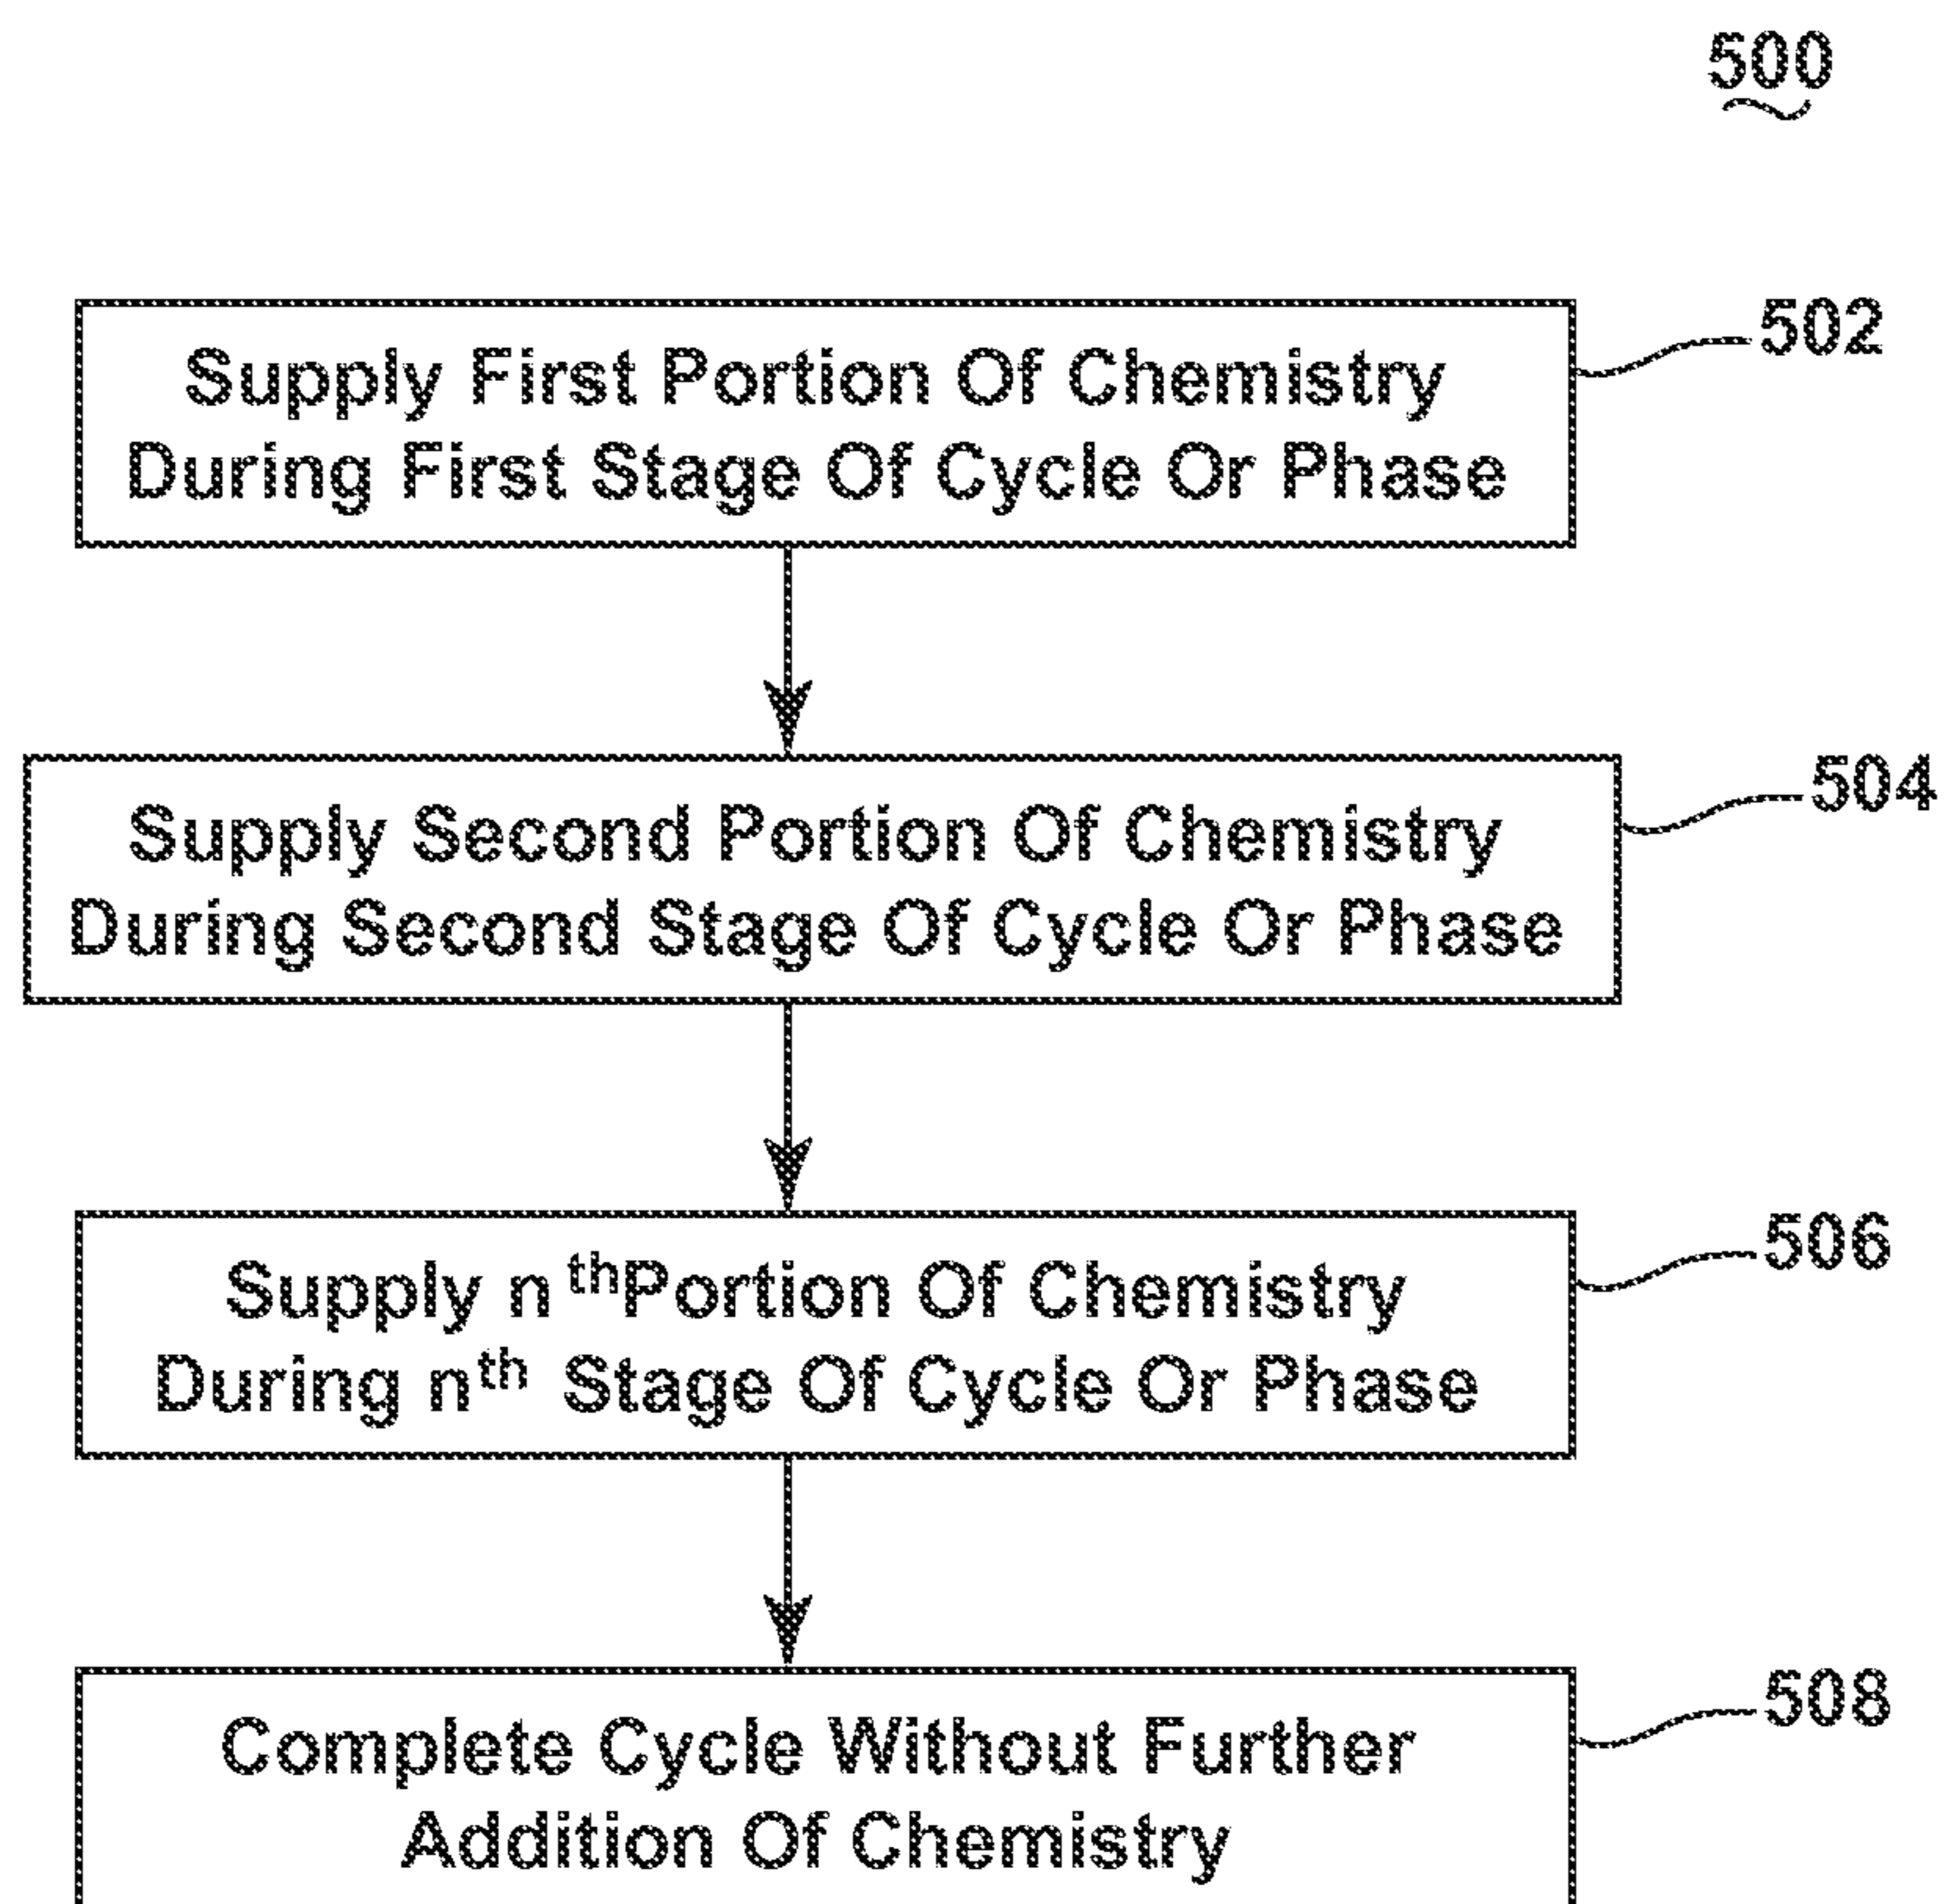 500
Supply First Portion Of Chemistry
During First Stage Of Cycle Or Phase
502
Supply Second Portion Of Chemistry
During Second Stage Of Cycle Or Phase
504
Supply nth Portion Of Chemistry
During nth Stage Of Cycle Or Phase
506
Complete Cycle Without Further
Addition Of Chemistry
508